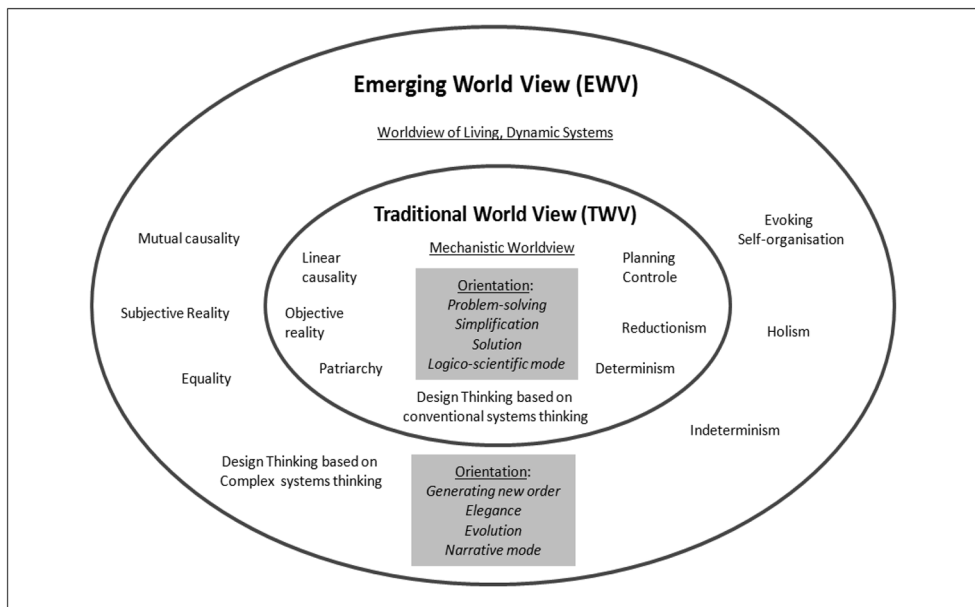 Emerging World View (EWV)
Worldview of Living, Dynamic Systems
Traditional World View (TWV)
Mechanistic Worldview
Mutual causality
Subjective Reality
Equality
Linear
causality
Objective
reality
Patriarchy
Orientation:
Problem-solving
Simplification
Solution
Logico-scientific mode
Planning
Controle
Reductionism
Determinism
Evoking
Self-organisation
Holism
Indeterminism
Design Thinking based on
conventional systems thinking
Design Thinking based on
Complex systems thinking
Orientation:
Generating new order
Elegance
Evolution
Narrative mode